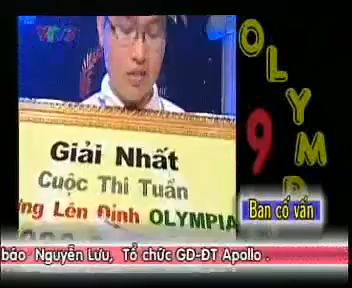 VTV3
OLYMP
9
Giải Nhất
Cuộc Thi Tuần
Lên Đỉnh OLYMPIA
Ban cố vấn
báo Nguyễn Lưu, Tổ chức GD-ĐT Apollo .